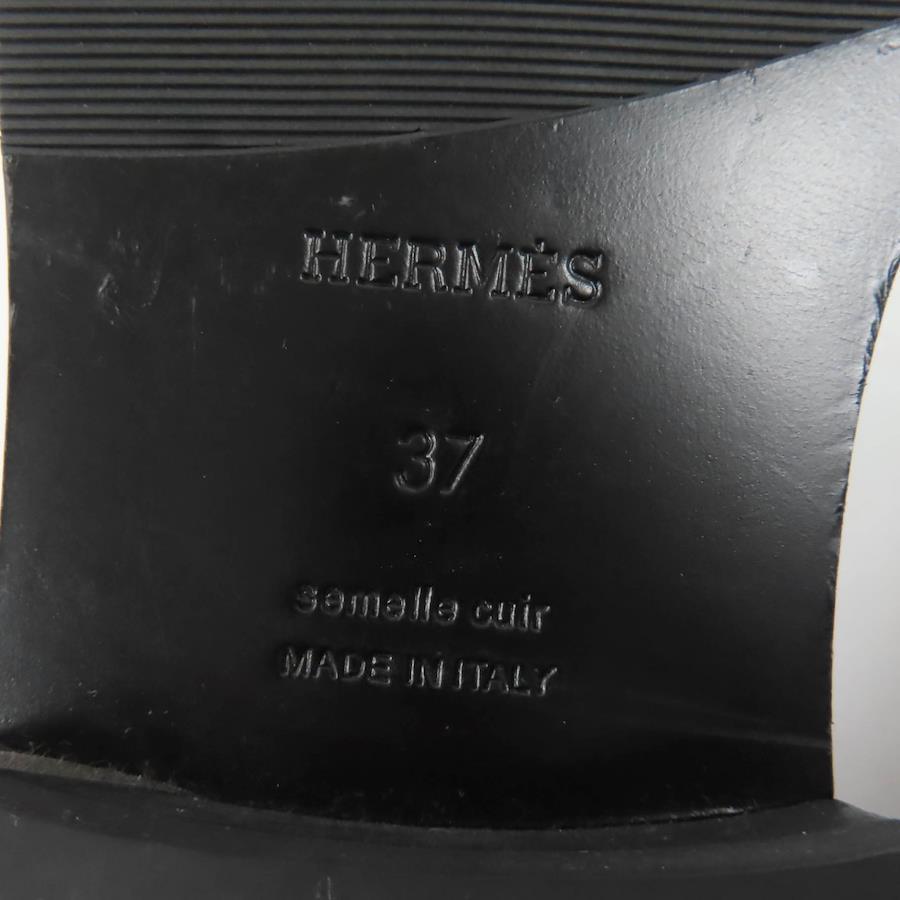 HERMÈS
37
semelle cuir
MADE IN ITALY